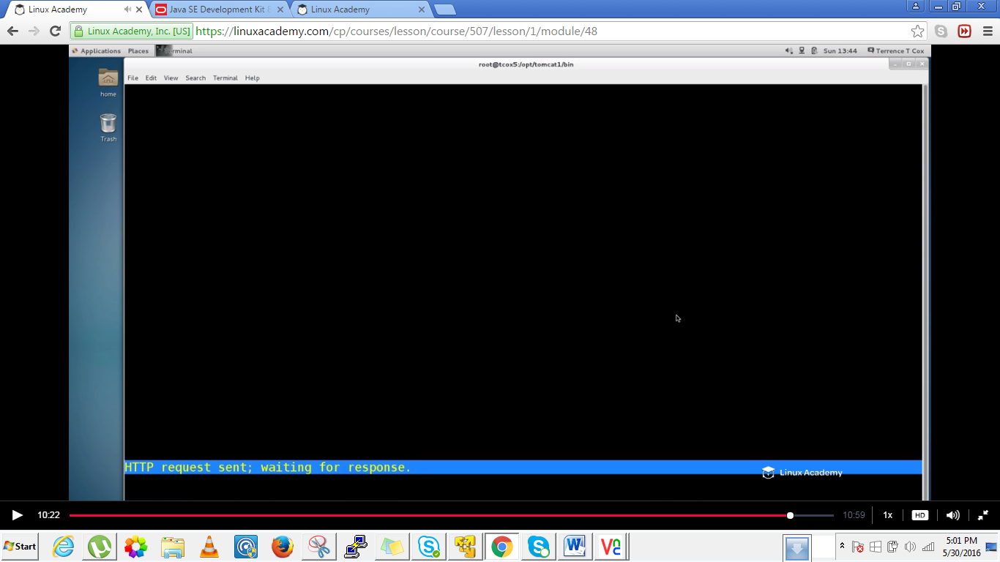 Linux Academy
Java SE Development Kit 8
Linux Academy
Linux Academy, Inc. [US]
https://linuxacademy.com/cp/courses/lesson/course/507/lesson/1/module/48
Applications Places Terminal
Sun 13:44 Terrence T Cox
root@tcox5:/opt/tomcat1/bin
File Edit View Search Terminal Help
home
Trash
HTTP request sent; waiting for response.
Linux Academy
10:22
10:59
1x
HD
Start
5:01 PM
5/30/2016